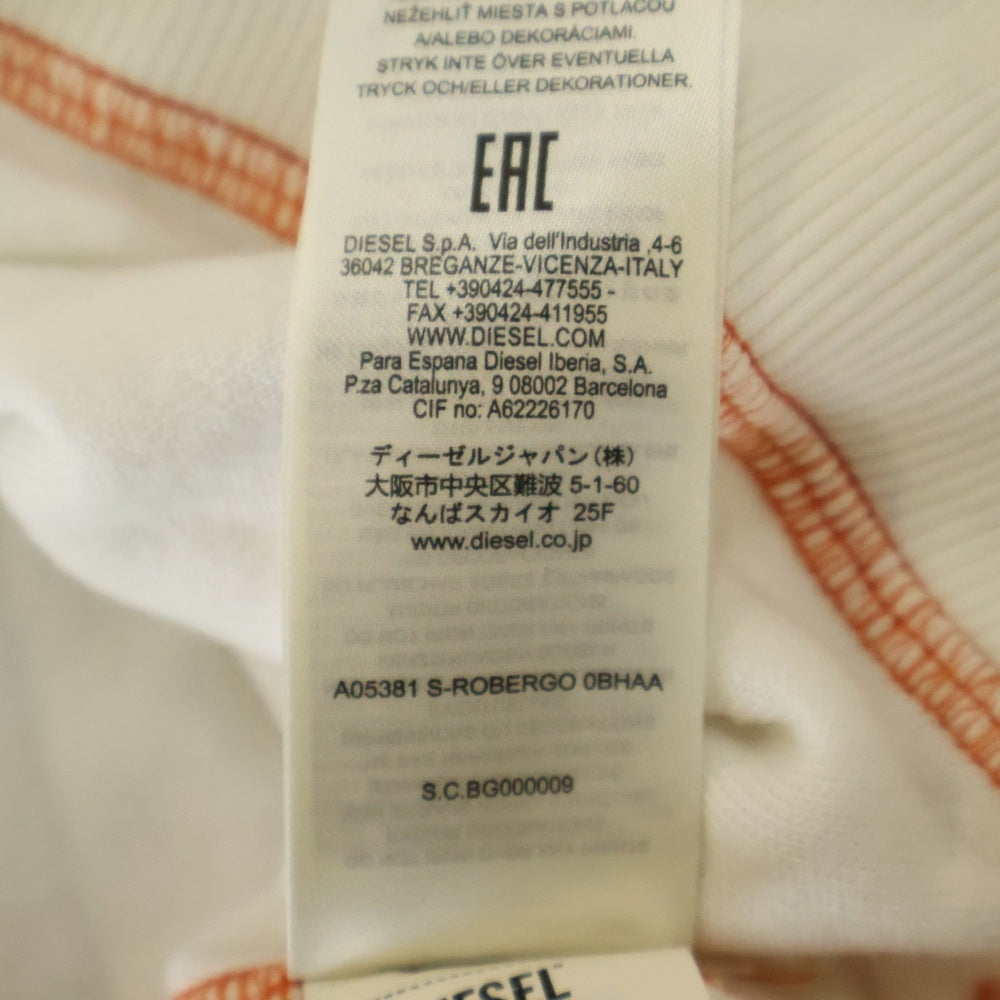 NEŽEHLIŤ MIESTA S POTLAČOU
A/ALEBO DEKORÁCIAMI.
STRYK INTE ÖVER EVENTUELLA
TRYCK OCH/ELLER DEKORATIONER.
EAC
DIESEL S.p.A. Via dell'Industria ,4-6
36042 BREGANZE-VICENZA-ITALY
TEL +390424-477555 -
FAX +390424-411955
WWW.DIESEL.COM
Para Espana Diesel Iberia, S.A.
P.za Catalunya, 9 08002 Barcelona
CIF no: A62226170
ディーゼルジャパン(株)
大阪市中央区難波 5-1-60
なんばスカイオ 25F
www.diesel.co.jp
A05381 S-ROBERGO 0BHAA
S.C.BG000009
DIESEL